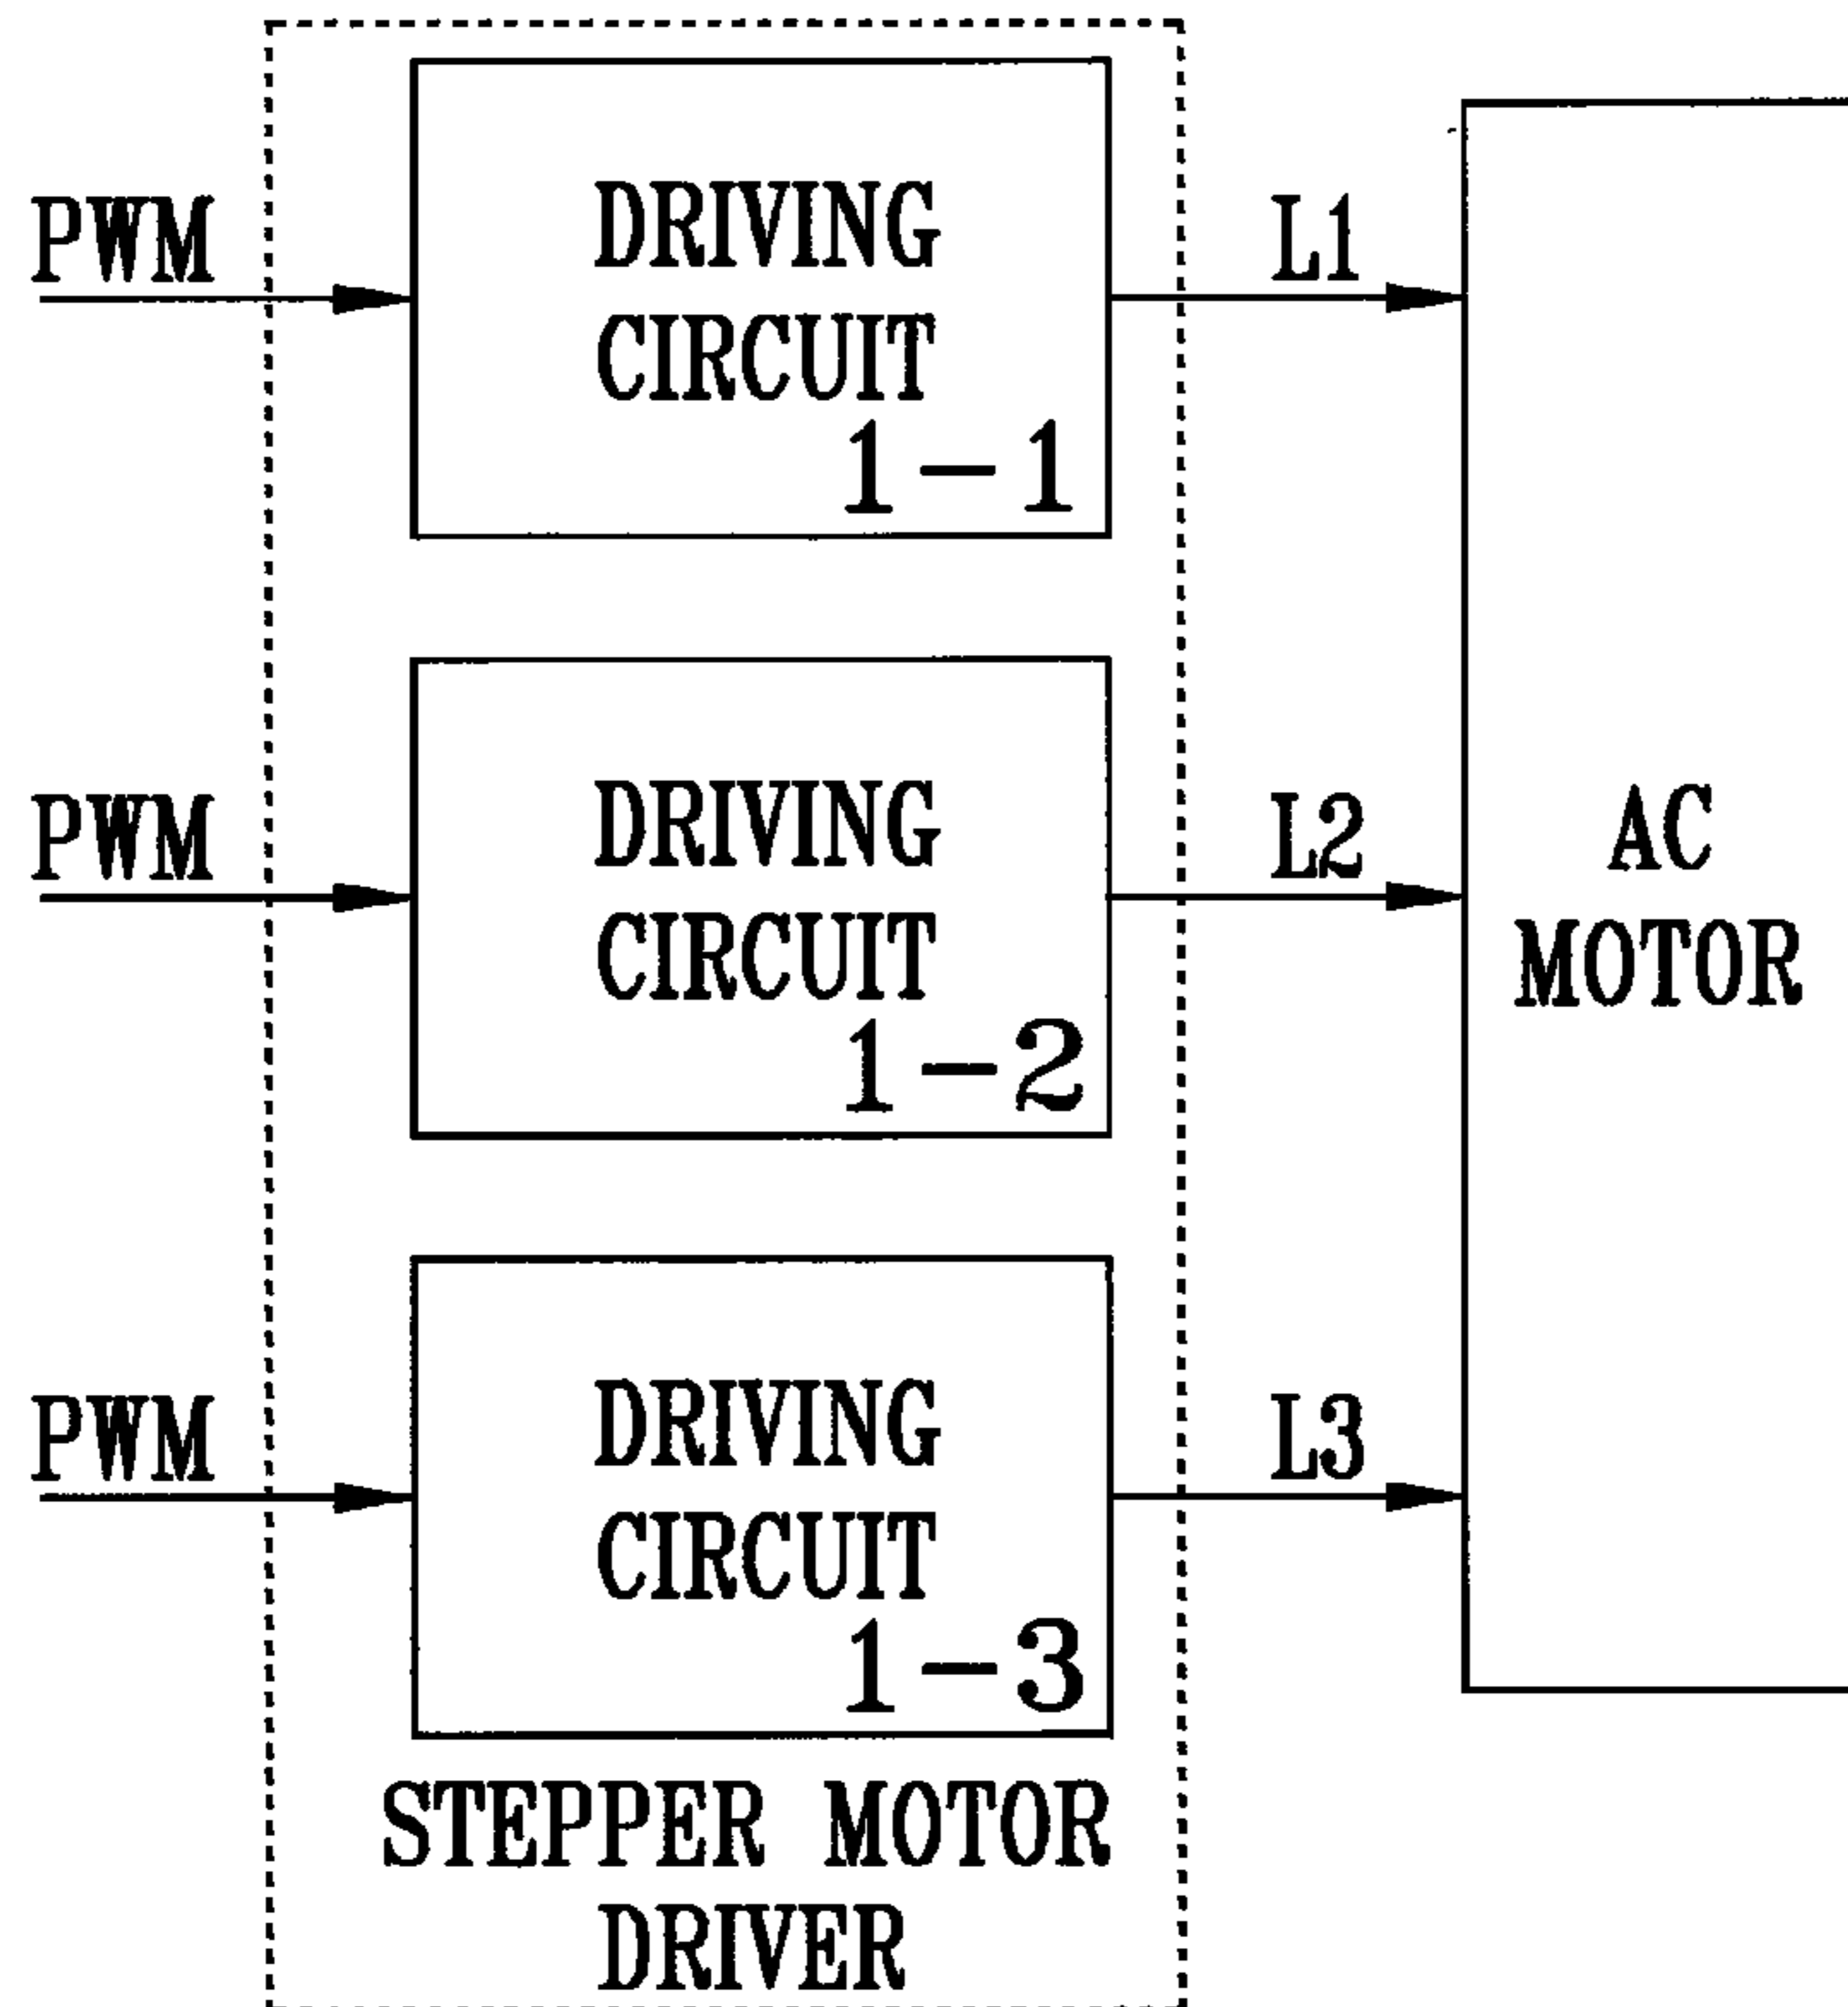 PWM
DRIVING
CIRCUIT
1-1
L1
PWM
DRIVING
CIRCUIT
1-2
L2
AC
MOTOR
PWM
DRIVING
CIRCUIT
1-3
L3
STEPPER MOTOR
DRIVER